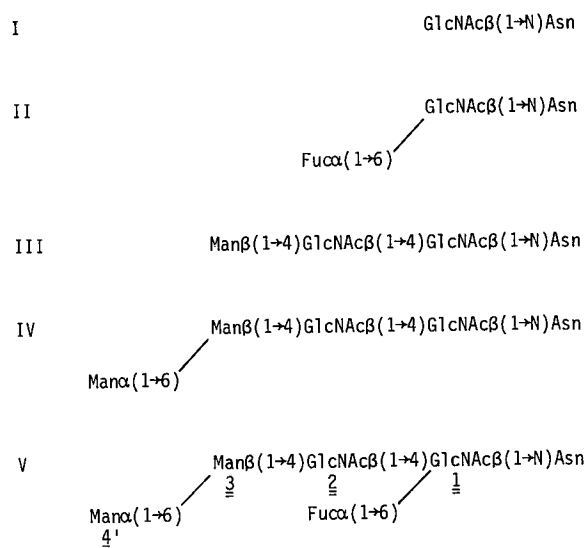 I GlcNAcβ(1→N)Asn
II GlcNAcβ(1→N)Asn
Fucα(1→6)
III Manβ(1→4)GlcNAcβ(1→4)GlcNAcβ(1→N)Asn
IV Manβ(1→4)GlcNAcβ(1→4)GlcNAcβ(1→N)Asn
Manα(1→6)
V Manβ(1→4)GlcNAcβ(1→4)GlcNAcβ(1→N)Asn
3 2 1
Manα(1→6) Fucα(1→6)
4'